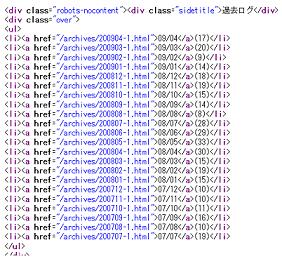 <div class="robots-nocontent"><div class="sidetitle">過去ログ</div>
<div class="over">
<ul>
<li><a href="/archives/200904-1.html">09/04</a>(17)</li>
<li><a href="/archives/200903-1.html">09/03</a>(20)</li>
<li><a href="/archives/200902-1.html">09/02</a>(9)</li>
<li><a href="/archives/200901-1.html">09/01</a>(14)</li>
<li><a href="/archives/200812-1.html">08/12</a>(18)</li>
<li><a href="/archives/200811-1.html">08/11</a>(19)</li>
<li><a href="/archives/200810-1.html">08/10</a>(15)</li>
<li><a href="/archives/200809-1.html">08/09</a>(14)</li>
<li><a href="/archives/200808-1.html">08/08</a>(8)</li>
<li><a href="/archives/200807-1.html">08/07</a>(28)</li>
<li><a href="/archives/200806-1.html">08/06</a>(29)</li>
<li><a href="/archives/200805-1.html">08/05</a>(33)</li>
<li><a href="/archives/200804-1.html">08/04</a>(30)</li>
<li><a href="/archives/200803-1.html">08/03</a>(15)</li>
<li><a href="/archives/200802-1.html">08/02</a>(19)</li>
<li><a href="/archives/200801-1.html">08/01</a>(15)</li>
<li><a href="/archives/200712-1.html">07/12</a>(10)</li>
<li><a href="/archives/200711-1.html">07/11</a>(10)</li>
<li><a href="/archives/200710-1.html">07/10</a>(11)</li>
<li><a href="/archives/200709-1.html">07/09</a>(16)</li>
<li><a href="/archives/200708-1.html">07/08</a>(10)</li>
<li><a href="/archives/200707-1.html">07/07</a>(19)</li>
</ul>
</div>